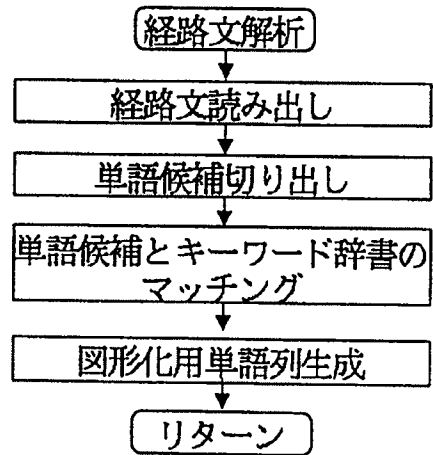 経路文解析
経路文読み出し
単語候補切り出し
単語候補とキーワード辞書の
マッチング
図形化用単語列生成
リターン